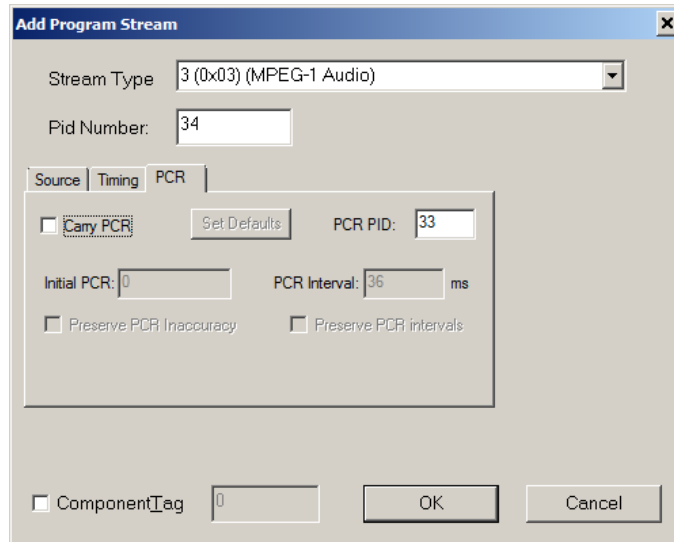 Add Program Stream
Stream Type 3 (0x03) (MPEG-1 Audio)
Pid Number: 34
Source Timing PCR
Carry PCR Set Defaults PCR PID: 33
Initial PCR: 0 PCR Interval: 36 ms
Preserve PCR Inaccuracy Preserve PCR intervals
ComponentTag 0 OK Cancel